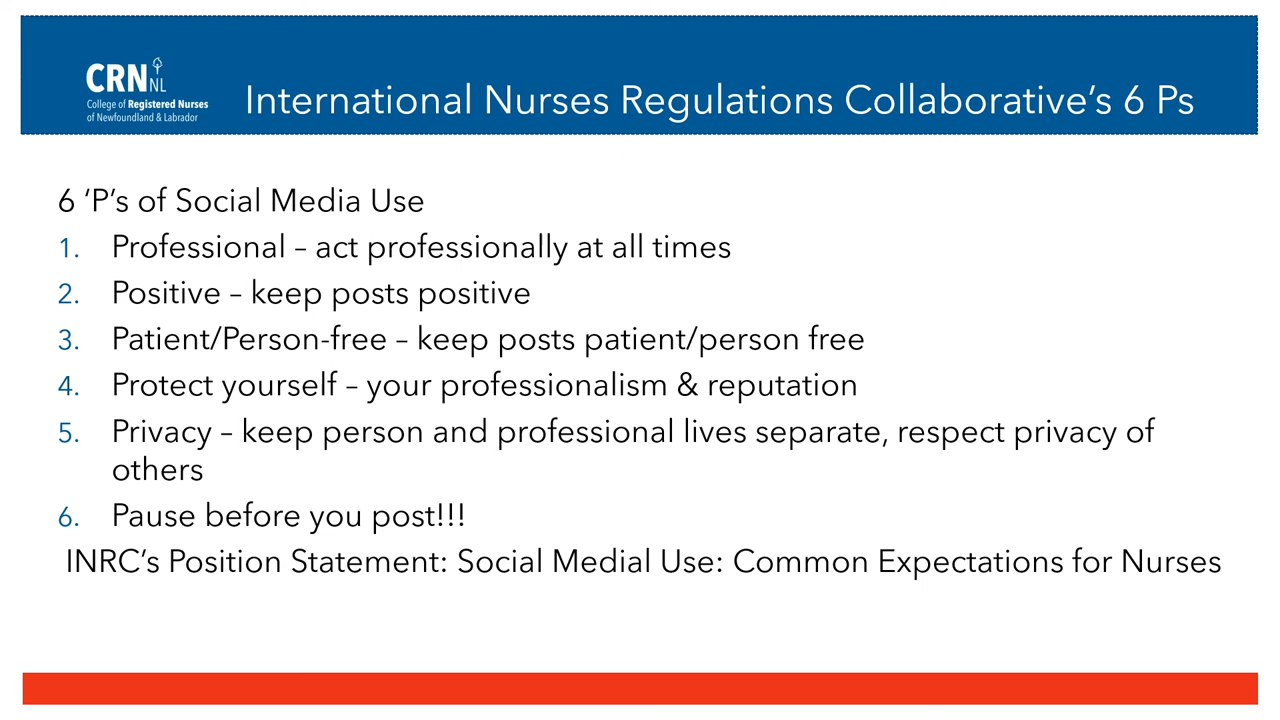 CRNNL
College of Registered Nurses
of Newfoundland & Labrador
International Nurses Regulations Collaborative’s 6 Ps
6 ‘P’s of Social Media Use
1. Professional – act professionally at all times
2. Positive – keep posts positive
3. Patient/Person-free – keep posts patient/person free
4. Protect yourself – your professionalism & reputation
5. Privacy – keep person and professional lives separate, respect privacy of
others
6. Pause before you post!!!
INRC’s Position Statement: Social Medial Use: Common Expectations for Nurses